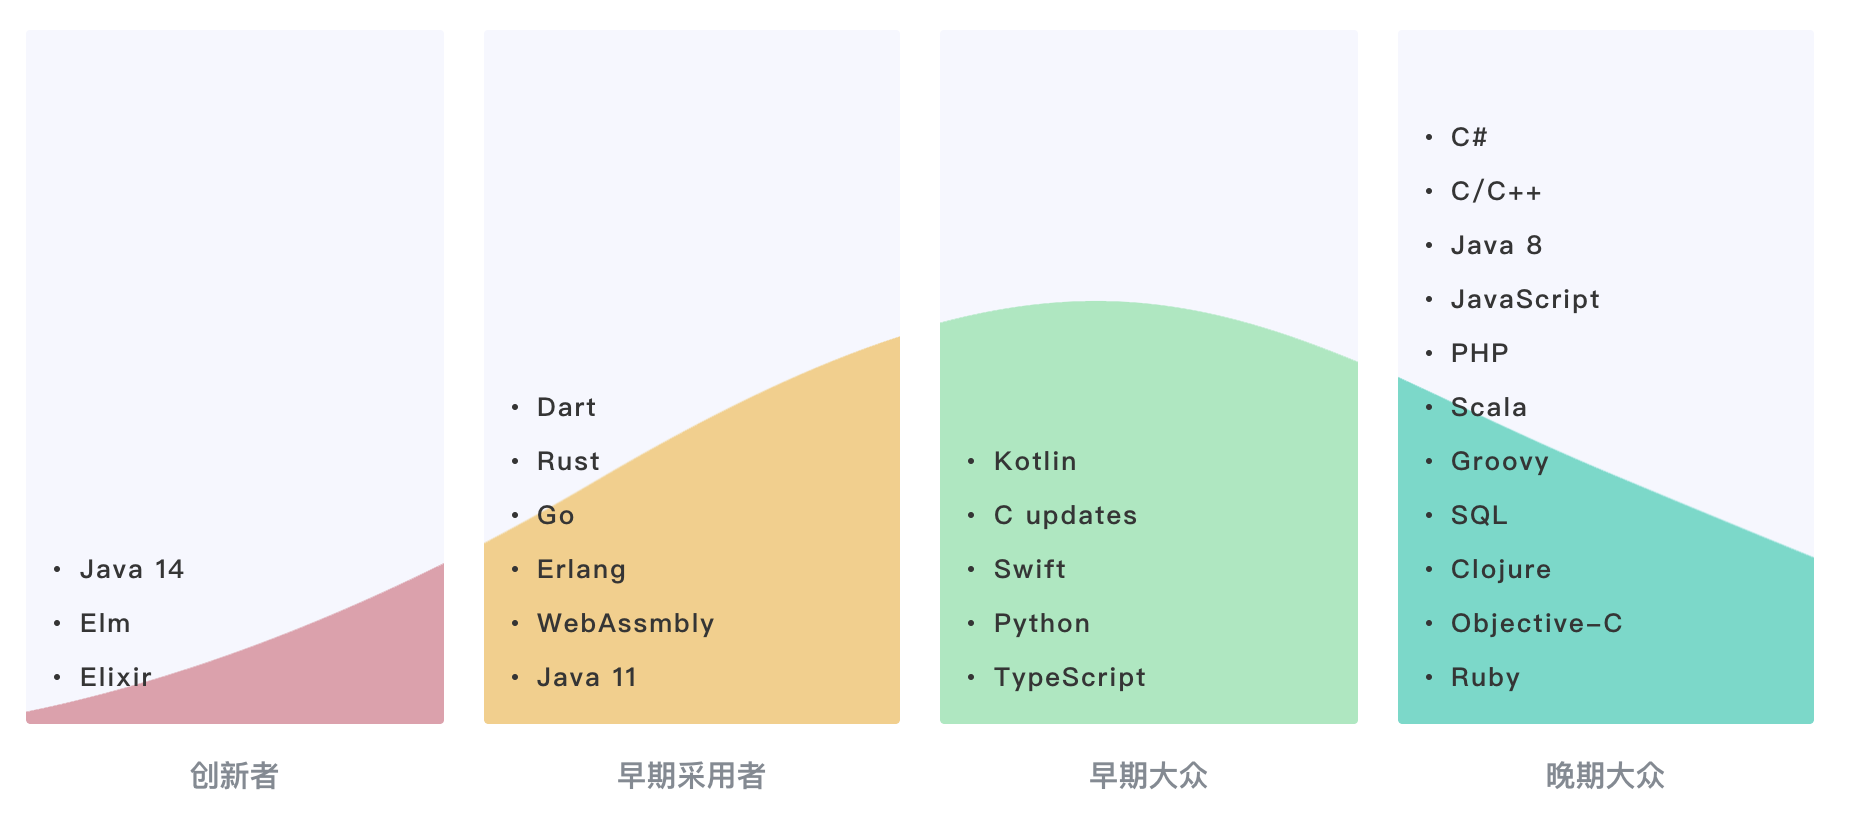 • Java 14
• Elm
• Elixir
创新者
• Dart
• Rust
• Go
• Erlang
• WebAssmbly
• Java 11
早期采用者
• Kotlin
• C updates
• Swift
• Python
• TypeScript
早期大众
• C#
• C/C++
• Java 8
• JavaScript
• PHP
• Scala
• Groovy
• SQL
• Clojure
• Objective-C
• Ruby
晚期大众